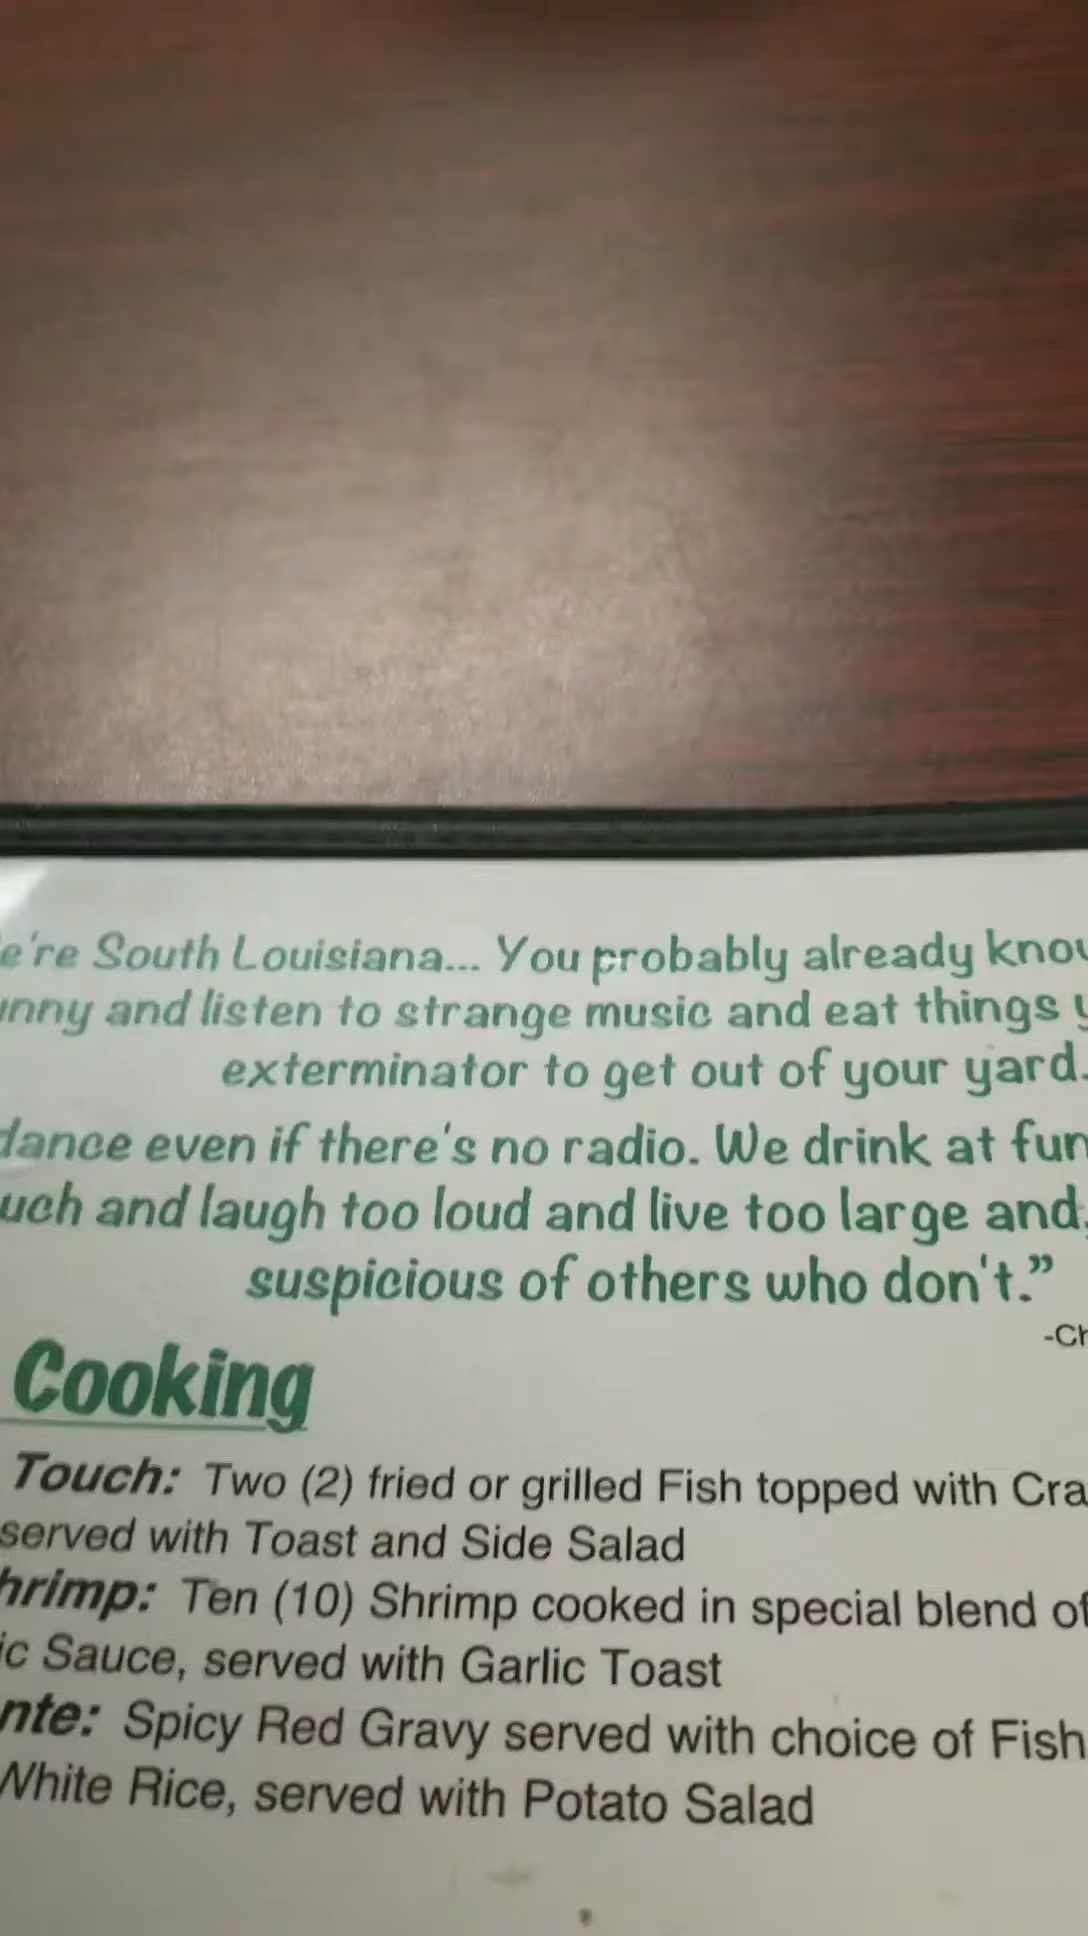 e're South Louisiana... You probably already know
unny and listen to strange music and eat things y
exterminator to get out of your yard.
dance even if there's no radio. We drink at fun
uch and laugh too loud and live too large and,
suspicious of others who don't.”
-Ch
Cooking
Touch: Two (2) fried or grilled Fish topped with Cra
served with Toast and Side Salad
hrimp: Ten (10) Shrimp cooked in special blend of
ic Sauce, served with Garlic Toast
nte: Spicy Red Gravy served with choice of Fish
White Rice, served with Potato Salad